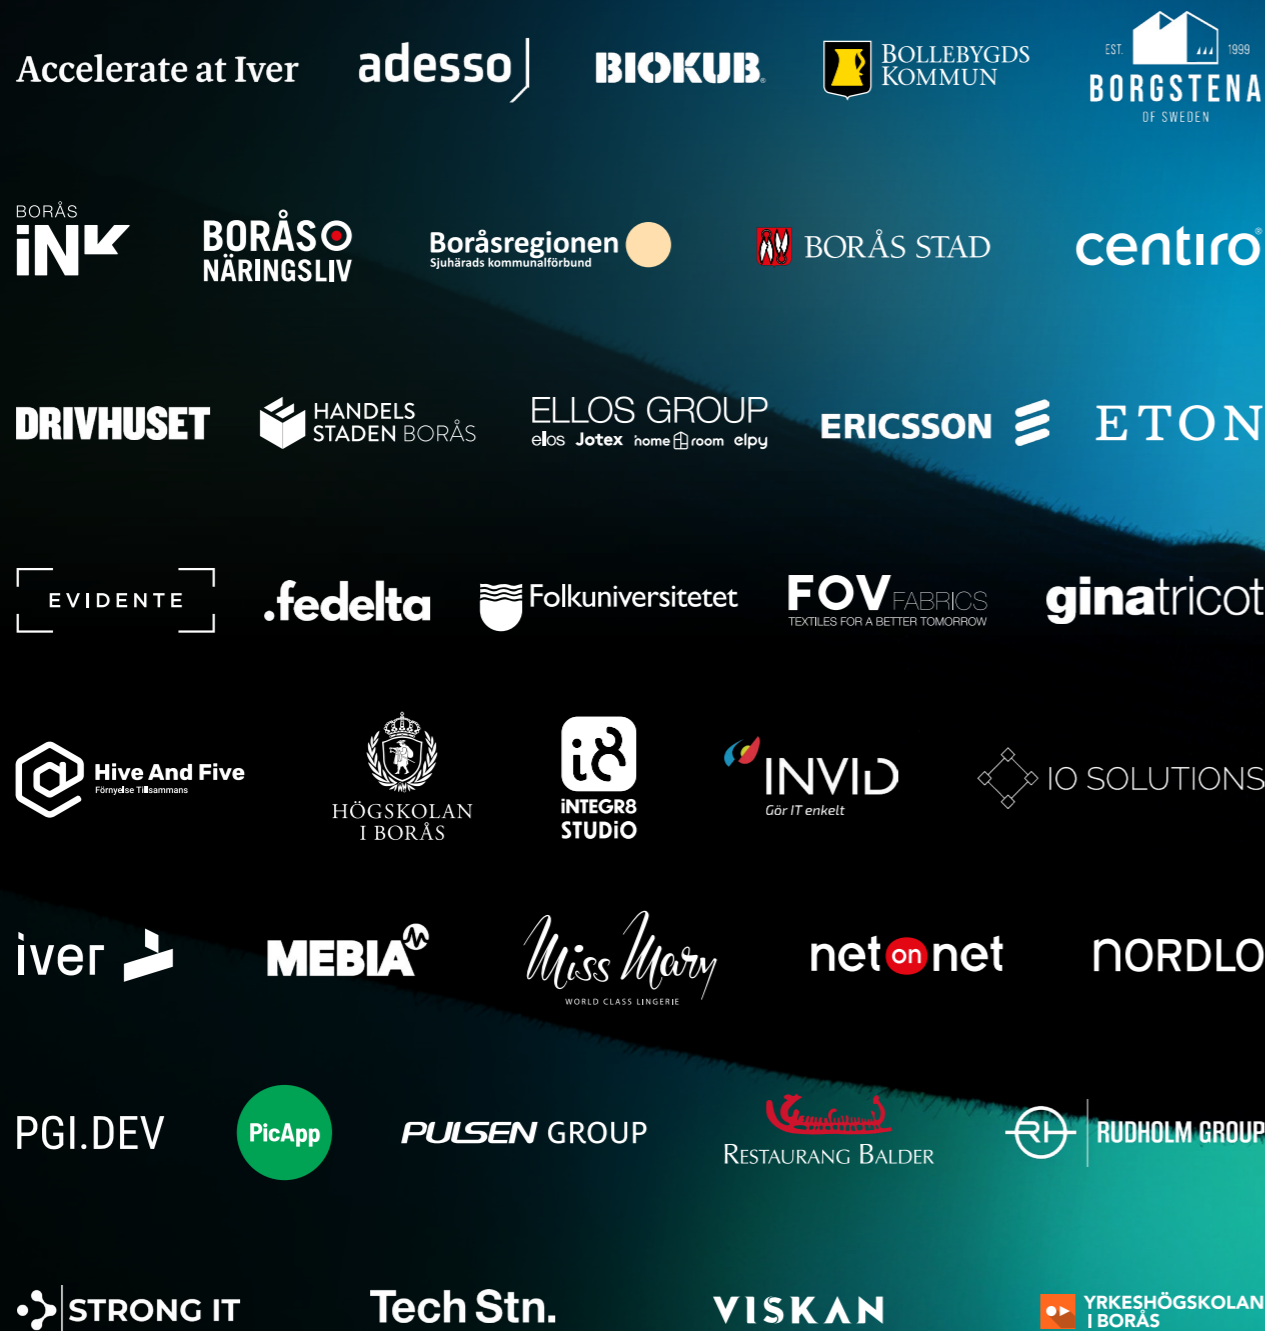 Accelerate at Iver
adesso
BIOKUB
BOLLEBYGDS
KOMMUN
EST. 1999
BORGSTENA
OF SWEDEN
BORÅS
iNK
BORÅS
NÄRINGSLIV
Boråsregionen
Sjuhärads kommunalförbund
BORÅS STAD
centiro®
DRIVHUSET
HANDELS
STADEN BORÅS
ELLOS GROUP
ellos Jotex home room elpy
ERICSSON
ETON
EVIDENTE
.fedelta
Folkuniversitetet
FOV FABRICS
TEXTILES FOR A BETTER TOMORROW
ginatricot
Hive And Five
Förnyelse Tillsammans
HÖGSKOLAN
I BORÅS
i8
iNTEGR8
STUDiO
INVID
Gör IT enkelt
IO SOLUTIONS
iver
MEBIA
Miss Mary
WORLD CLASS LINGERIE
net on net
NORDLO
PGI.DEV
PicApp
PULSEN GROUP
RESTAURANG BALDER
RH RUDHOLM GROUP
STRONG IT
Tech Stn.
VISKAN
YRKESHÖGSKOLAN
I BORÅS